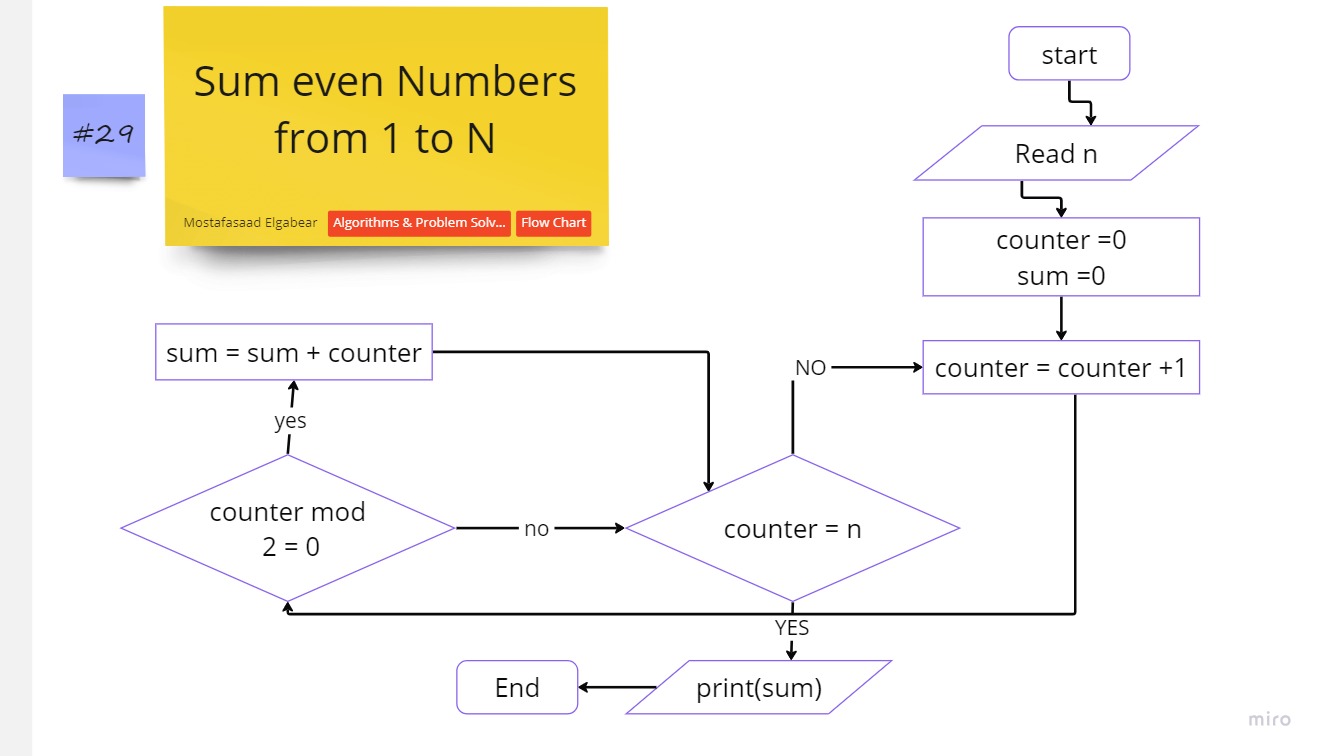 #29
Sum even Numbers
from 1 to N
Mostafasaad Elgabear
Algorithms & Problem Solv...
Flow Chart
start
Read n
counter =0
sum =0
counter = counter +1
NO
sum = sum + counter
yes
counter mod
2 = 0
no
counter = n
YES
print(sum)
End
miro